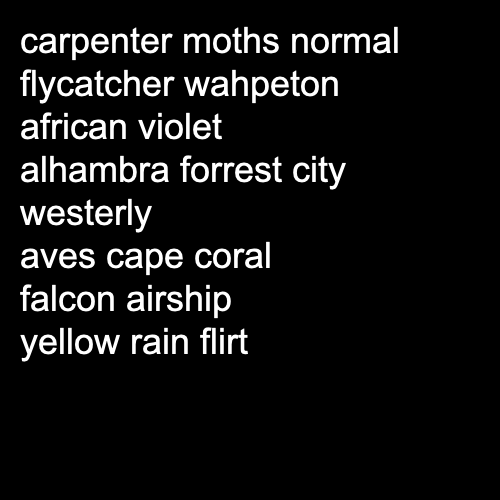 carpenter moths normal
flycatcher wahpeton
african violet
alhambra forrest city
westerly
aves cape coral
falcon airship
yellow rain flirt